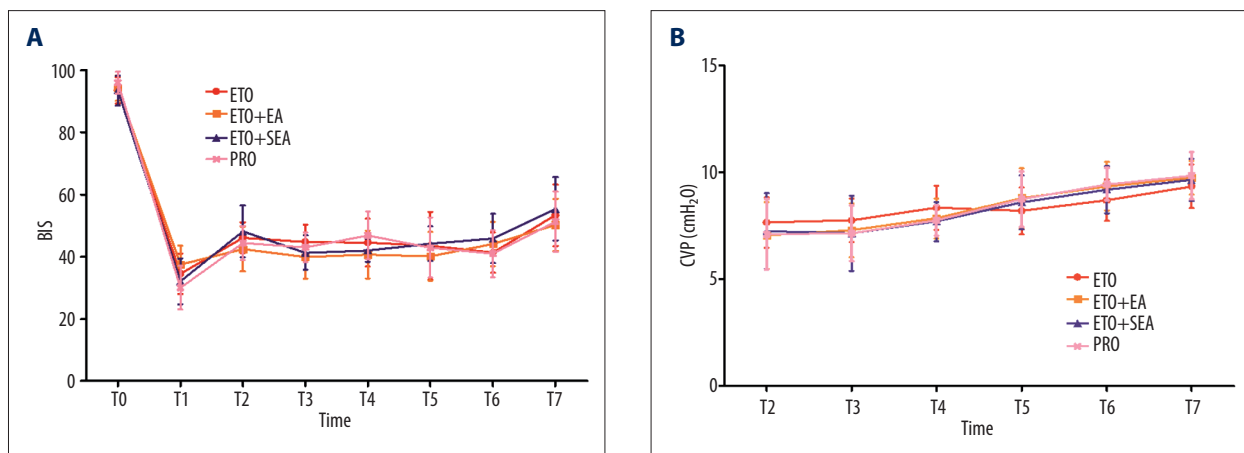 A
100
80
60
40
20
0
BIS
ETO
ETO+EA
ETO+SEA
PRO
T0 T1 T2 T3 T4 T5 T6 T7
Time
B
15
10
5
0
CVP (cmH₂O)
ETO
ETO+EA
ETO+SEA
PRO
T2 T3 T4 T5 T6 T7
Time